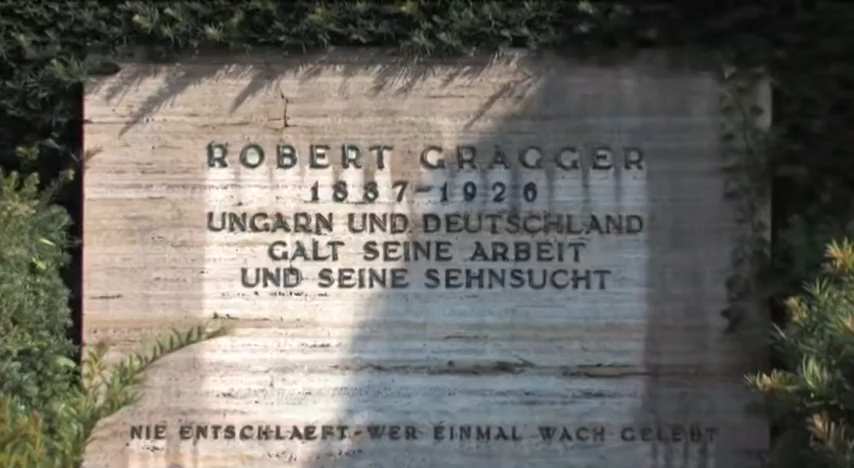 ROBERT GRAGGER
1887-1926
UNGARN UND DEUTSCHLAND
GALT SEINE ARBEIT
UND SEINE SEHNSUCHT
NIE ENTSCHLAEFT-WER EINMAL WACH GELEBT